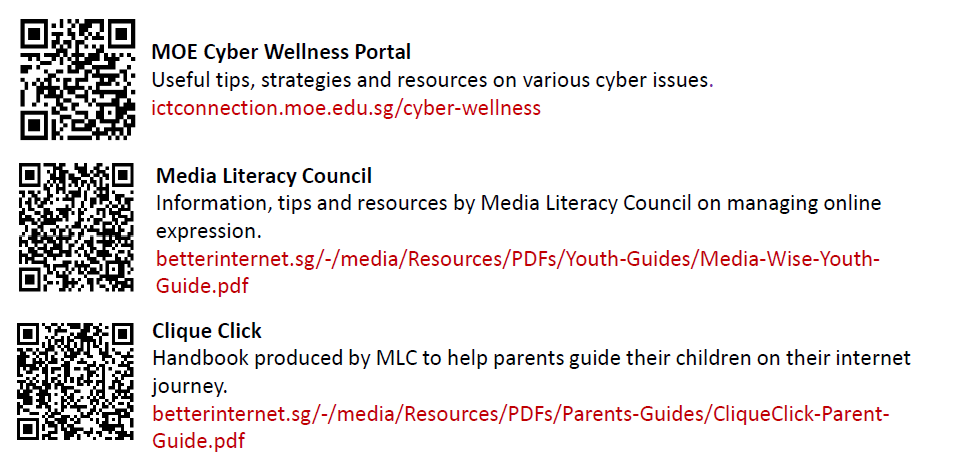 MOE Cyber Wellness Portal
Useful tips, strategies and resources on various cyber issues.
ictconnection.moe.edu.sg/cyber-wellness
Media Literacy Council
Information, tips and resources by Media Literacy Council on managing online
expression.
betterinternet.sg/-/media/Resources/PDFs/Youth-Guides/Media-Wise-Youth-
Guide.pdf
Clique Click
Handbook produced by MLC to help parents guide their children on their internet
journey.
betterinternet.sg/-/media/Resources/PDFs/Parents-Guides/CliqueClick-Parent-
Guide.pdf